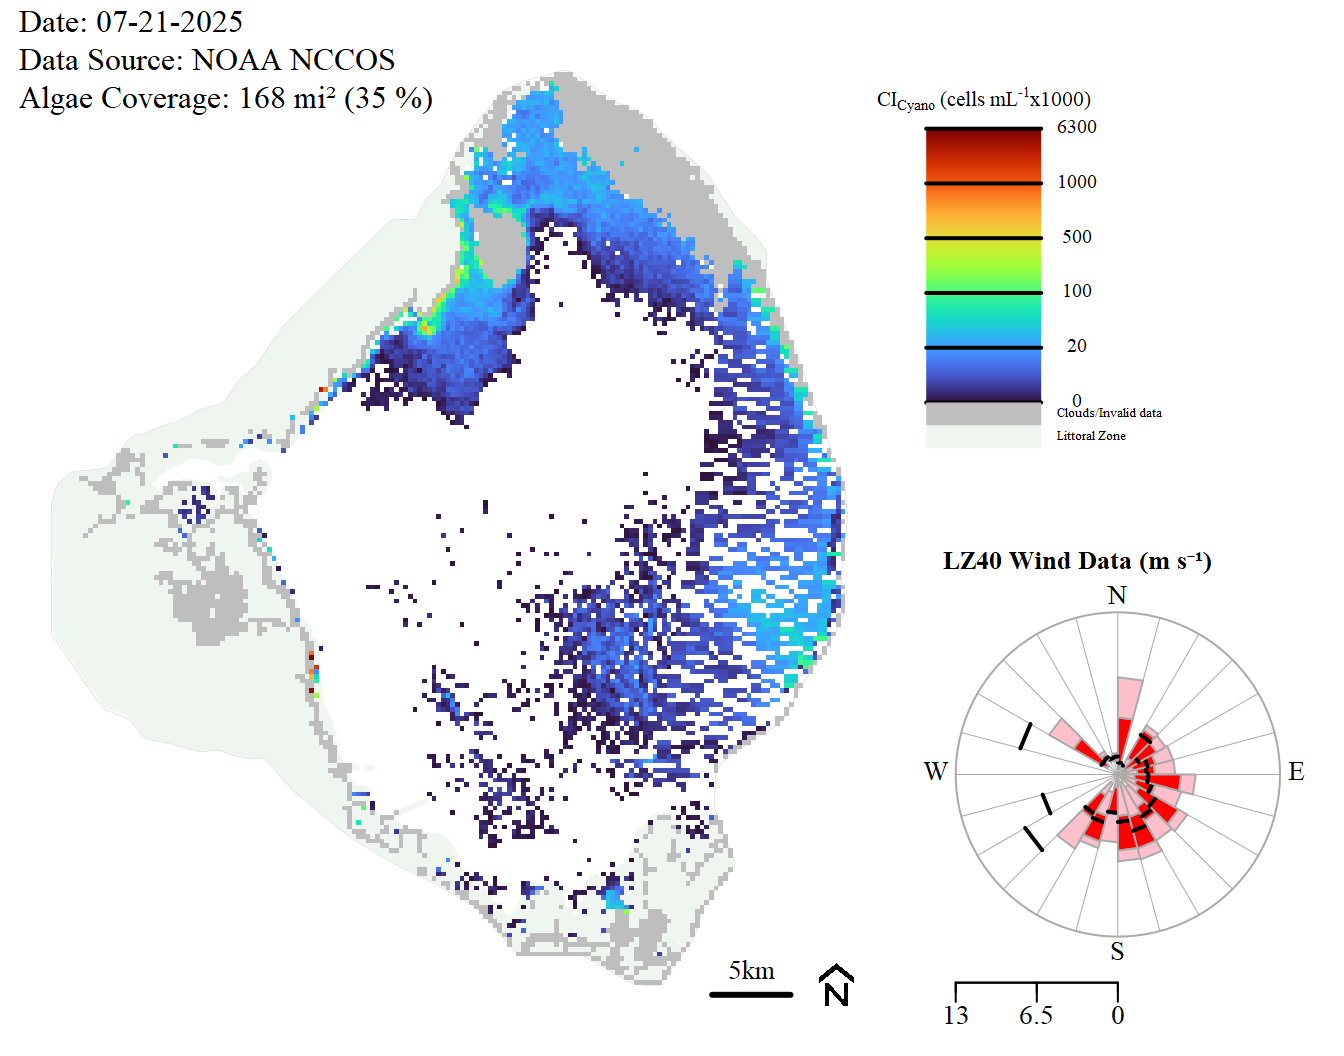 Date: 07-21-2025
Data Source: NOAA NCCOS
Algae Coverage: 168 mi² (35 %)
CI_Cyano (cells mL⁻¹x1000)
6300
1000
500
100
20
0
Clouds/Invalid data
Littoral Zone
LZ40 Wind Data (m s⁻¹)
N
W
E
S
5km
N
13 6.5 0